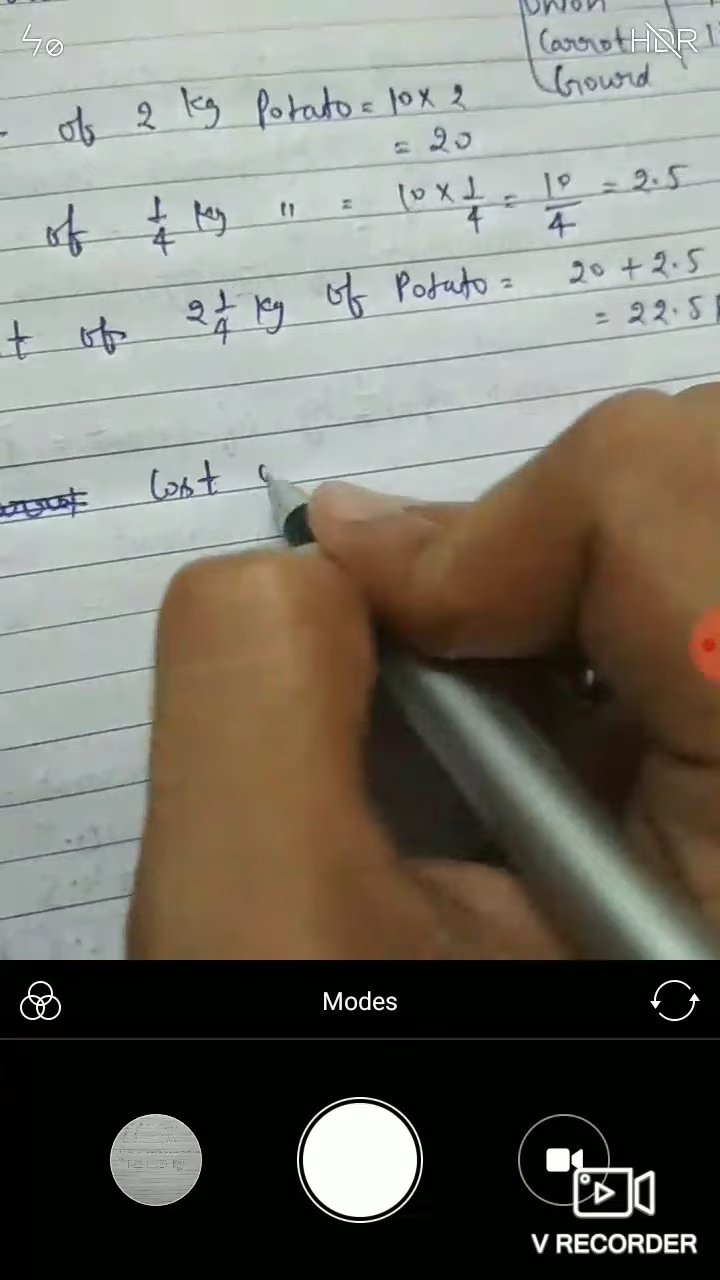 Onion
Carrot
Gourd
of 2 kg Potato = 10 × 2
= 20
of 1/4 kg " = 10 × 1/4 = 10/4 = 2.5
t of 2 1/4 kg of Potato = 20 + 2.5
= 22.5
Cost
HDR
Modes
V RECORDER